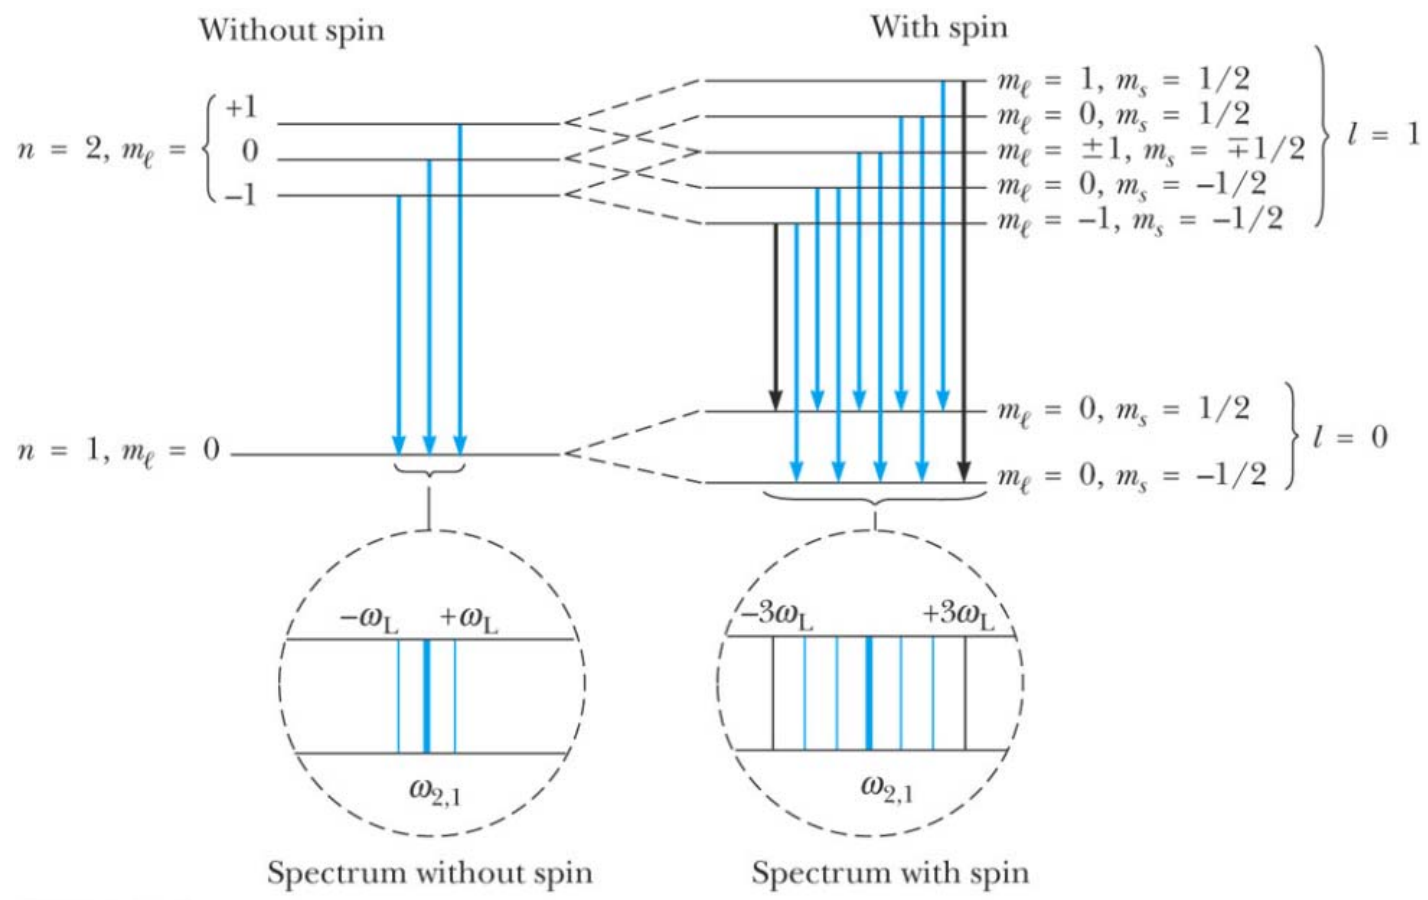 Without spin
With spin
n = 2, mℓ =
+1
0
−1
mℓ = 1, ms = 1/2
mℓ = 0, ms = 1/2
mℓ = ±1, ms = ∓1/2
mℓ = 0, ms = −1/2
mℓ = −1, ms = −1/2
l = 1
n = 1, mℓ = 0
mℓ = 0, ms = 1/2
mℓ = 0, ms = −1/2
l = 0
−ωL +ωL
ω2,1
Spectrum without spin
−3ωL +3ωL
ω2,1
Spectrum with spin